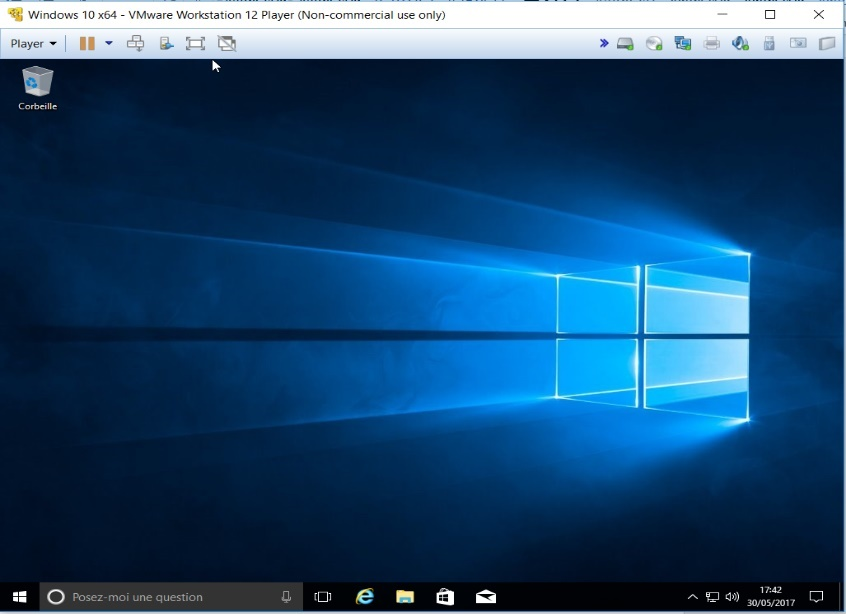 Windows 10 x64 - VMware Workstation 12 Player (Non-commercial use only)
Player
Corbeille
Posez-moi une question
17:42
30/05/2017